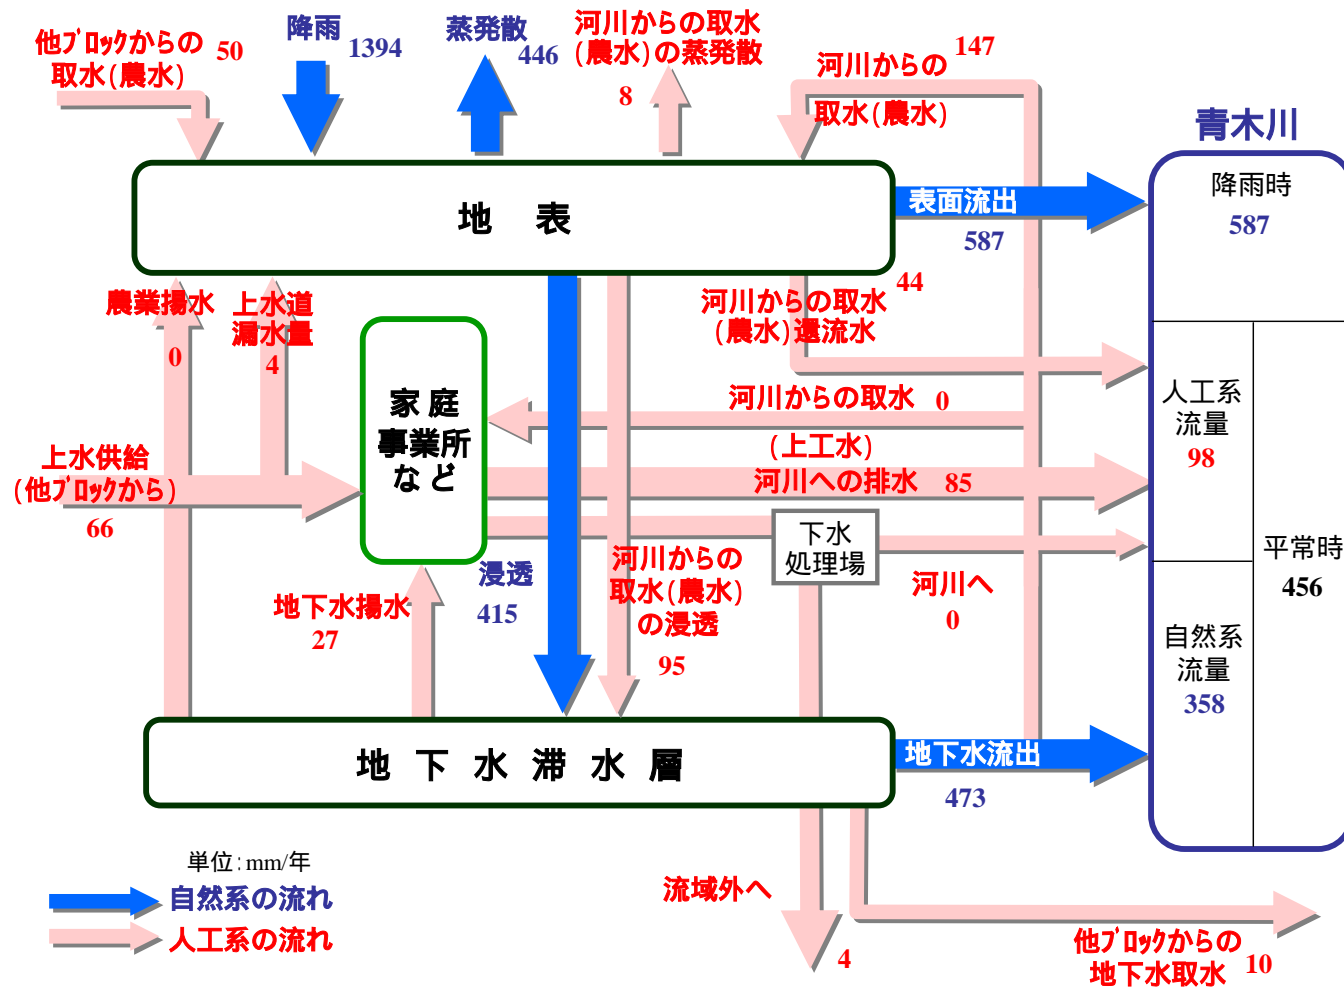 他ブロックからの
取水(農水)
50
降雨
1394
蒸発散
446
河川からの取水
(農水)の蒸発散
8
147
河川からの
取水(農水)
青木川
降雨時
587
地 表
表面流出
587
農業揚水
0
上水道
漏水量
4
44
河川からの取水
(農水)還流水
家 庭
事業所
な ど
河川からの取水 0
(上工水)
人工系
流量
98
上水供給
(他ブロックから)
66
河川への排水 85
下水
処理場
平常時
456
浸透
415
河川からの
取水(農水)
の浸透
95
河川へ
0
地下水揚水
27
自然系
流量
358
地 下 水 滞 水 層
地下水流出
473
単位:mm/年
自然系の流れ
人工系の流れ
流域外へ
4
他ブロックからの
地下水取水
10